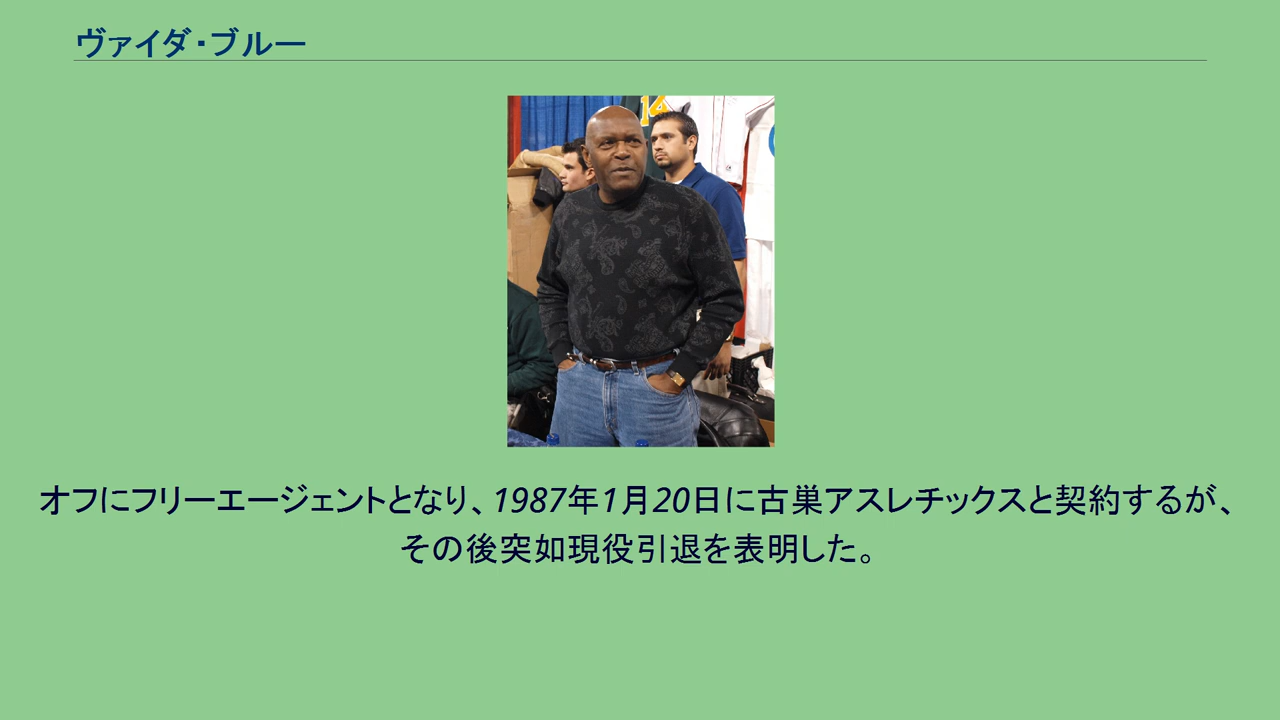 ヴァイダ・ブルー
14
オフにフリーエージェントとなり、1987年1月20日に古巣アスレチックスと契約するが、
その後突如現役引退を表明した。